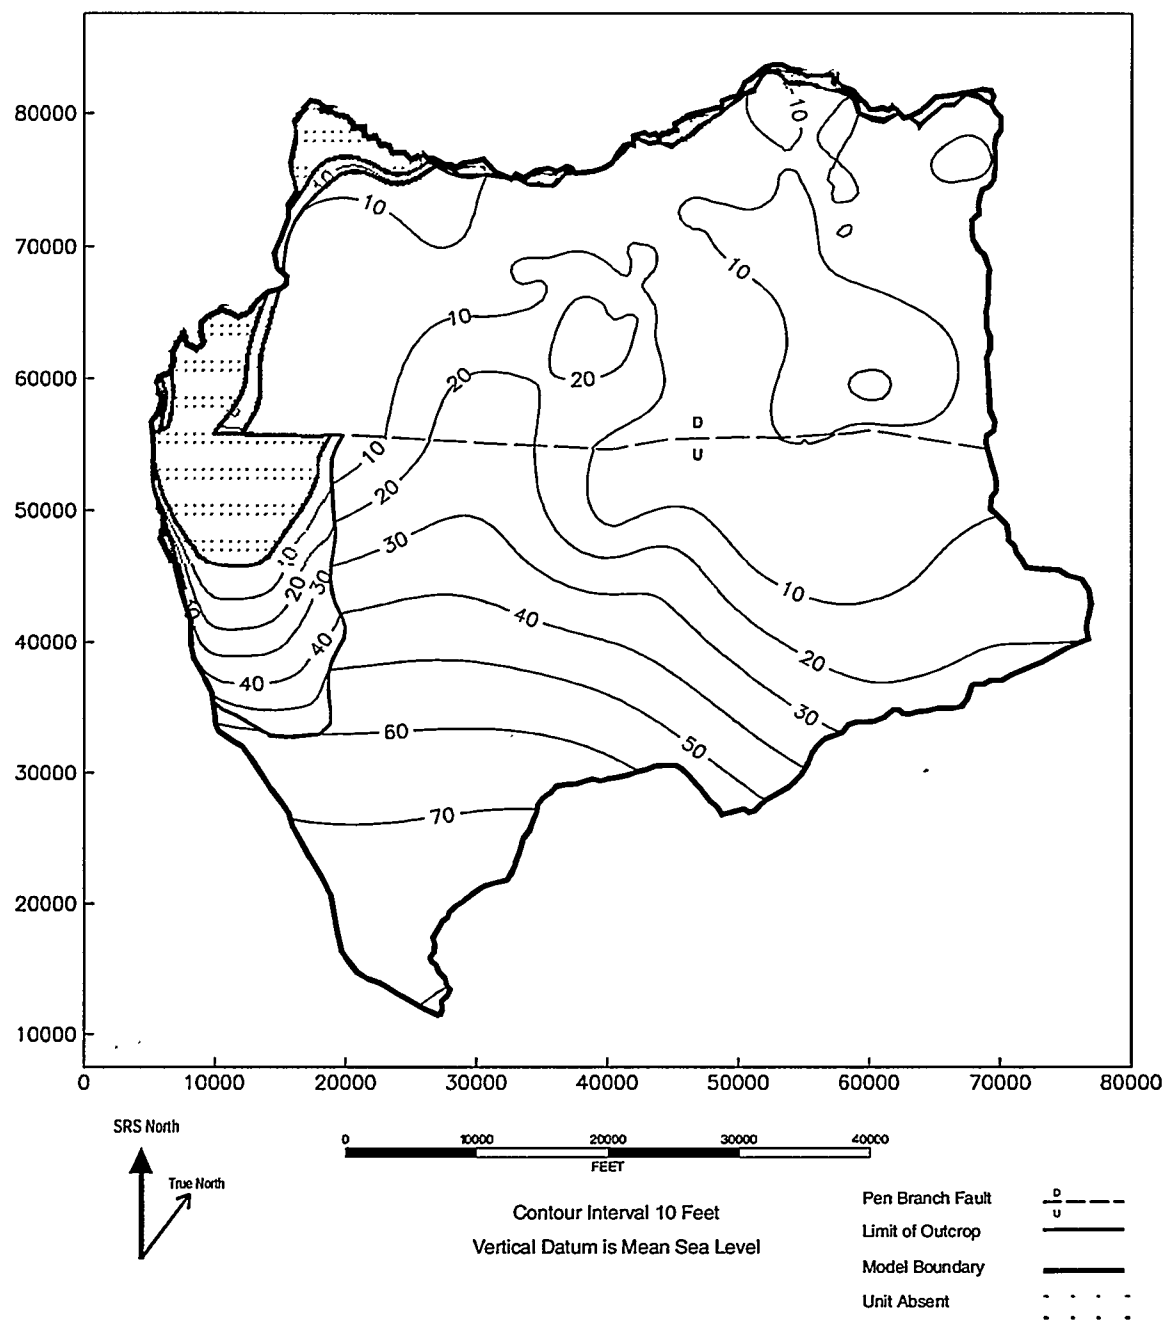 80000
70000
60000
50000
40000
30000
20000
10000
0 10000 20000 30000 40000 50000 60000 70000 80000
10
10
10
10
10
20
20
D
U
10
20
30
10
20
30
40
40
40
10
20
30
50
60
70
SRS North
True North
0 10000 20000 30000 40000
FEET
Contour Interval 10 Feet
Vertical Datum is Mean Sea Level
Pen Branch Fault
D
U
Limit of Outcrop
Model Boundary
Unit Absent